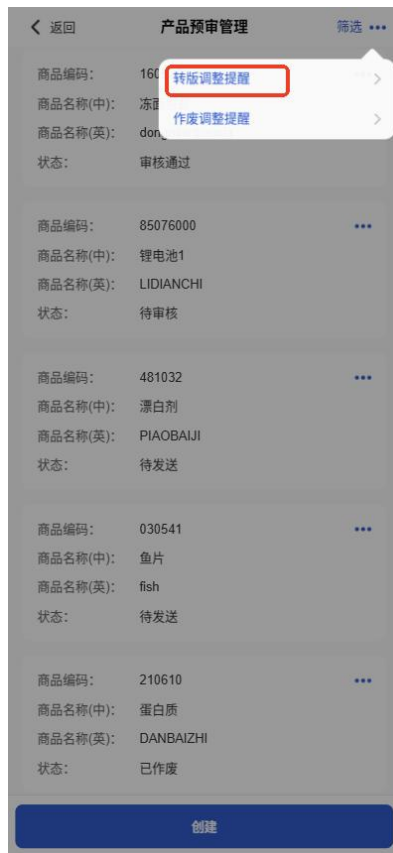 返回 产品预审管理 筛选
转版调整提醒
作废调整提醒
商品编码: 160
商品名称(中):
商品名称(英):
状态: 审核通过
商品编码: 85076000
商品名称(中): 锂电池1
商品名称(英): LIDIANCHI
状态: 待审核
商品编码: 481032
商品名称(中): 漂白剂
商品名称(英): PIAOBAIJI
状态: 待发送
商品编码: 030541
商品名称(中): 鱼片
商品名称(英): fish
状态: 待发送
商品编码: 210610
商品名称(中): 蛋白质
商品名称(英): DANBAIZHI
状态: 已作废
创建